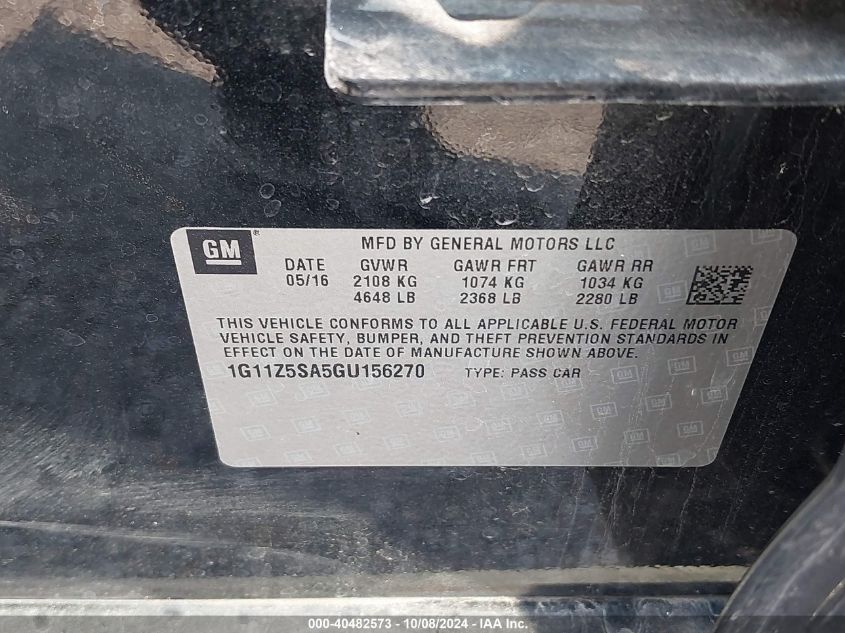 GM ® MFD BY GENERAL MOTORS LLC
DATE GVWR GAWR FRT GAWR RR
05/16 2108 KG 1074 KG 1034 KG
4648 LB 2368 LB 2280 LB
THIS VEHICLE CONFORMS TO ALL APPLICABLE U.S. FEDERAL MOTOR
VEHICLE SAFETY, BUMPER, AND THEFT PREVENTION STANDARDS IN
EFFECT ON THE DATE OF MANUFACTURE SHOWN ABOVE.
1G11Z5SA5GU156270 TYPE: PASS CAR
000-40482573 - 10/08/2024 - IAA Inc.